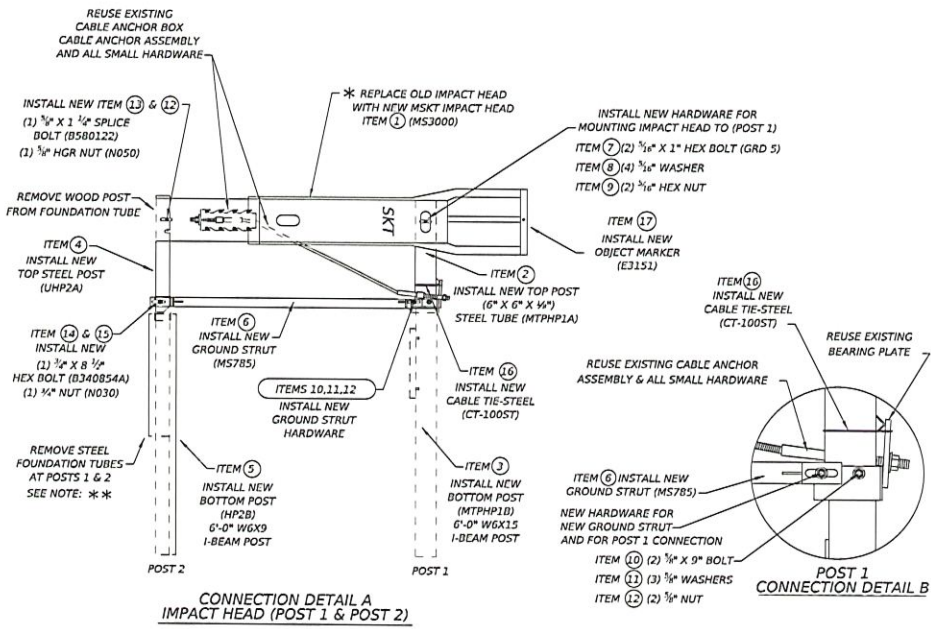 REUSE EXISTING
CABLE ANCHOR BOX
CABLE ANCHOR ASSEMBLY
AND ALL SMALL HARDWARE
INSTALL NEW ITEM 13 & 12
(1) 5/8" X 1 1/4" SPLICE
BOLT (B580122)
(1) 5/8" HGR NUT (N050)
* REPLACE OLD IMPACT HEAD
WITH NEW MSKT IMPACT HEAD
ITEM 1 (MS3000)
INSTALL NEW HARDWARE FOR
MOUNTING IMPACT HEAD TO (POST 1)
ITEM 7 (2) 5/16" X 1" HEX BOLT (GRD 5)
ITEM 8 (4) 5/16" WASHER
ITEM 9 (2) 5/16" HEX NUT
REMOVE WOOD POST
FROM FOUNDATION TUBE
SKT
ITEM 17
INSTALL NEW
OBJECT MARKER
(E3151)
ITEM 4
INSTALL NEW
TOP STEEL POST
(UHP2A)
ITEM 2
INSTALL NEW TOP POST
(6" X 6" X 1/8")
STEEL TUBE (MTPHP1A)
ITEM 16
INSTALL NEW
CABLE TIE-STEEL
(CT-100ST)
REUSE EXISTING
BEARING PLATE
ITEM 14 & 15
INSTALL NEW
(1) 3/4" X 8 1/2"
HEX BOLT (B340854A)
(1) 3/4" NUT (N030)
ITEM 6
INSTALL NEW
GROUND STRUT
(MS785)
ITEMS 10,11,12
INSTALL NEW
GROUND STRUT
HARDWARE
ITEM 16
INSTALL NEW
CABLE TIE-STEEL
(CT-100ST)
REUSE EXISTING CABLE ANCHOR
ASSEMBLY & ALL SMALL HARDWARE
REMOVE STEEL
FOUNDATION TUBES
AT POSTS 1 & 2
SEE NOTE: **
ITEM 5
INSTALL NEW
BOTTOM POST
(HP2B)
6'-0" W6X9
I-BEAM POST
ITEM 3
INSTALL NEW
BOTTOM POST
(MTPHP1B)
6'-0" W6X15
I-BEAM POST
ITEM 6 INSTALL NEW
GROUND STRUT (MS785)
NEW HARDWARE FOR
NEW GROUND STRUT
AND FOR POST 1 CONNECTION
ITEM 10 (2) 5/8" X 9" BOLT
ITEM 11 (3) 5/8" WASHERS
ITEM 12 (2) 5/8" NUT
POST 2
POST 1
POST 1
CONNECTION DETAIL B
CONNECTION DETAIL A
IMPACT HEAD (POST 1 & POST 2)